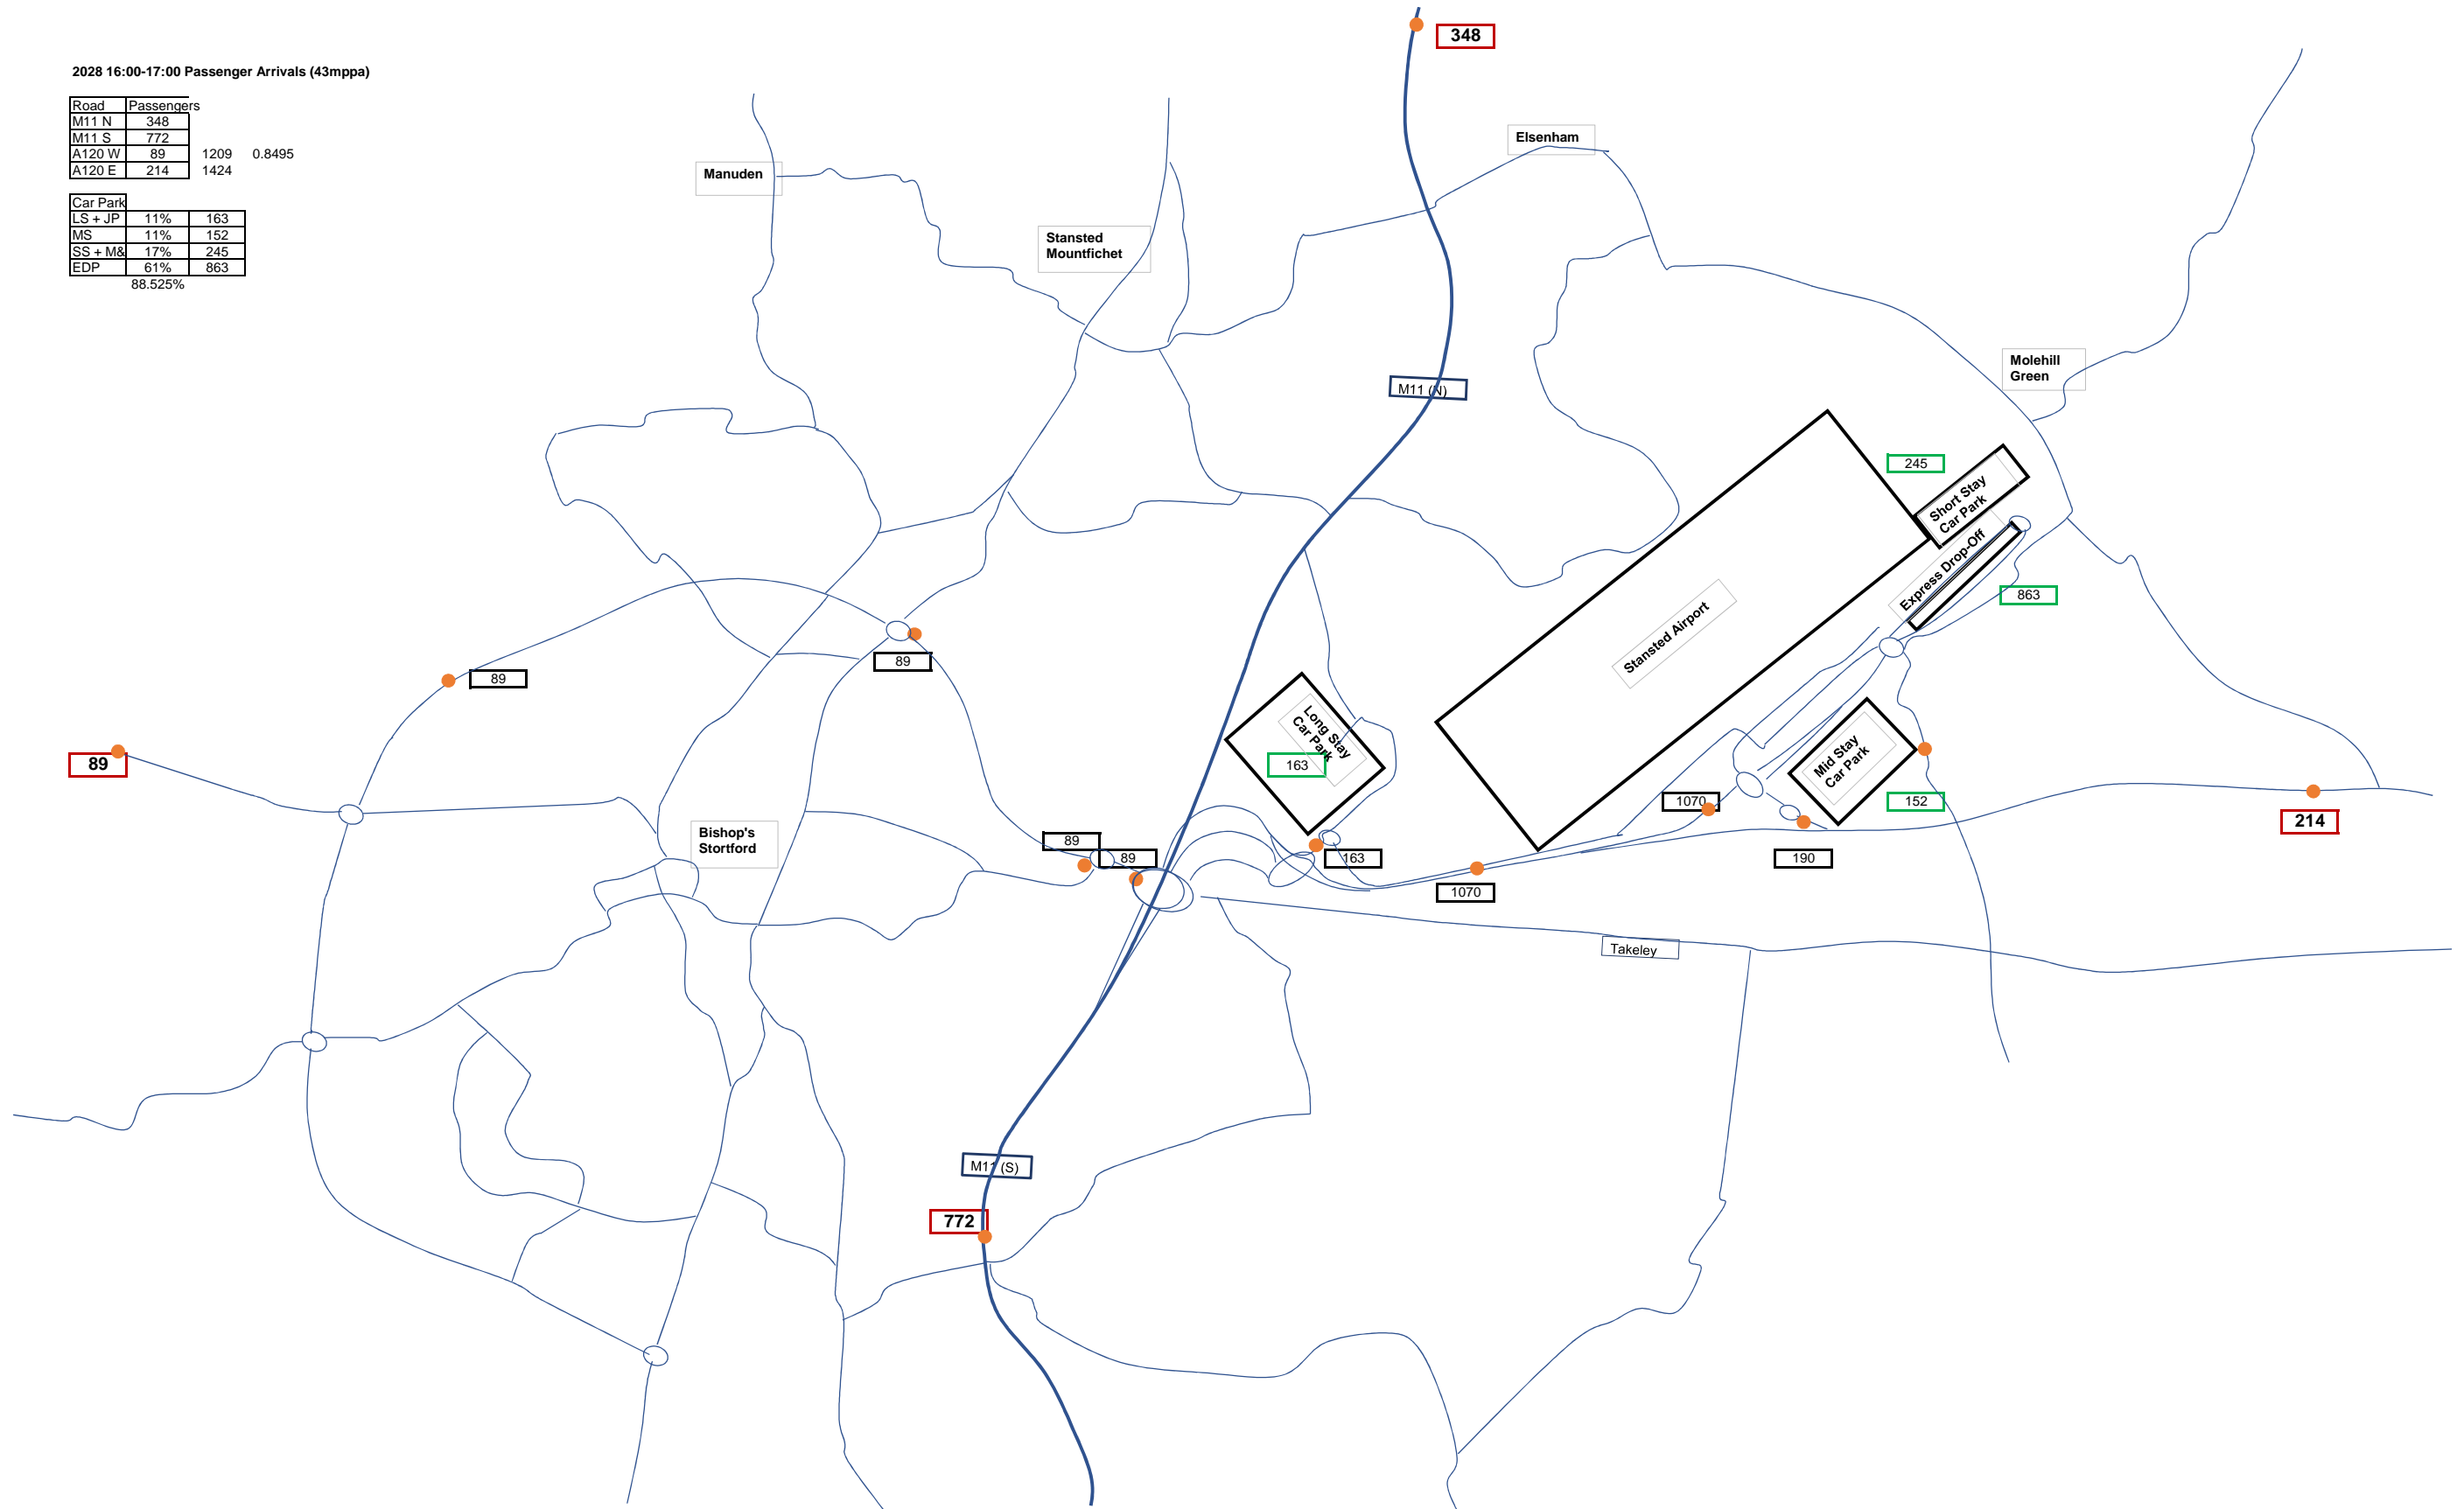 348
2028 16:00-17:00 Passenger Arrivals (43mppa)
Road Passengers
M11 N 348
M11 S 772
A120 W 89 1209 0.8495
A120 E 214 1424
Car Park
LS + JP 11% 163
MS 11% 152
SS + M& 17% 245
EDP 61% 863
88.525%
Elsenham
Manuden
Stansted
Mountfichet
Molehill
Green
M11 (N)
245
Short Stay
Car Park
Express Drop-Off
863
Stansted Airport
89
89
Long Stay
Car Park
163
Mid Stay
Car Park
89
1070
152
214
Bishop's
Stortford
89
89
163
190
1070
Takeley
M11 (S)
772